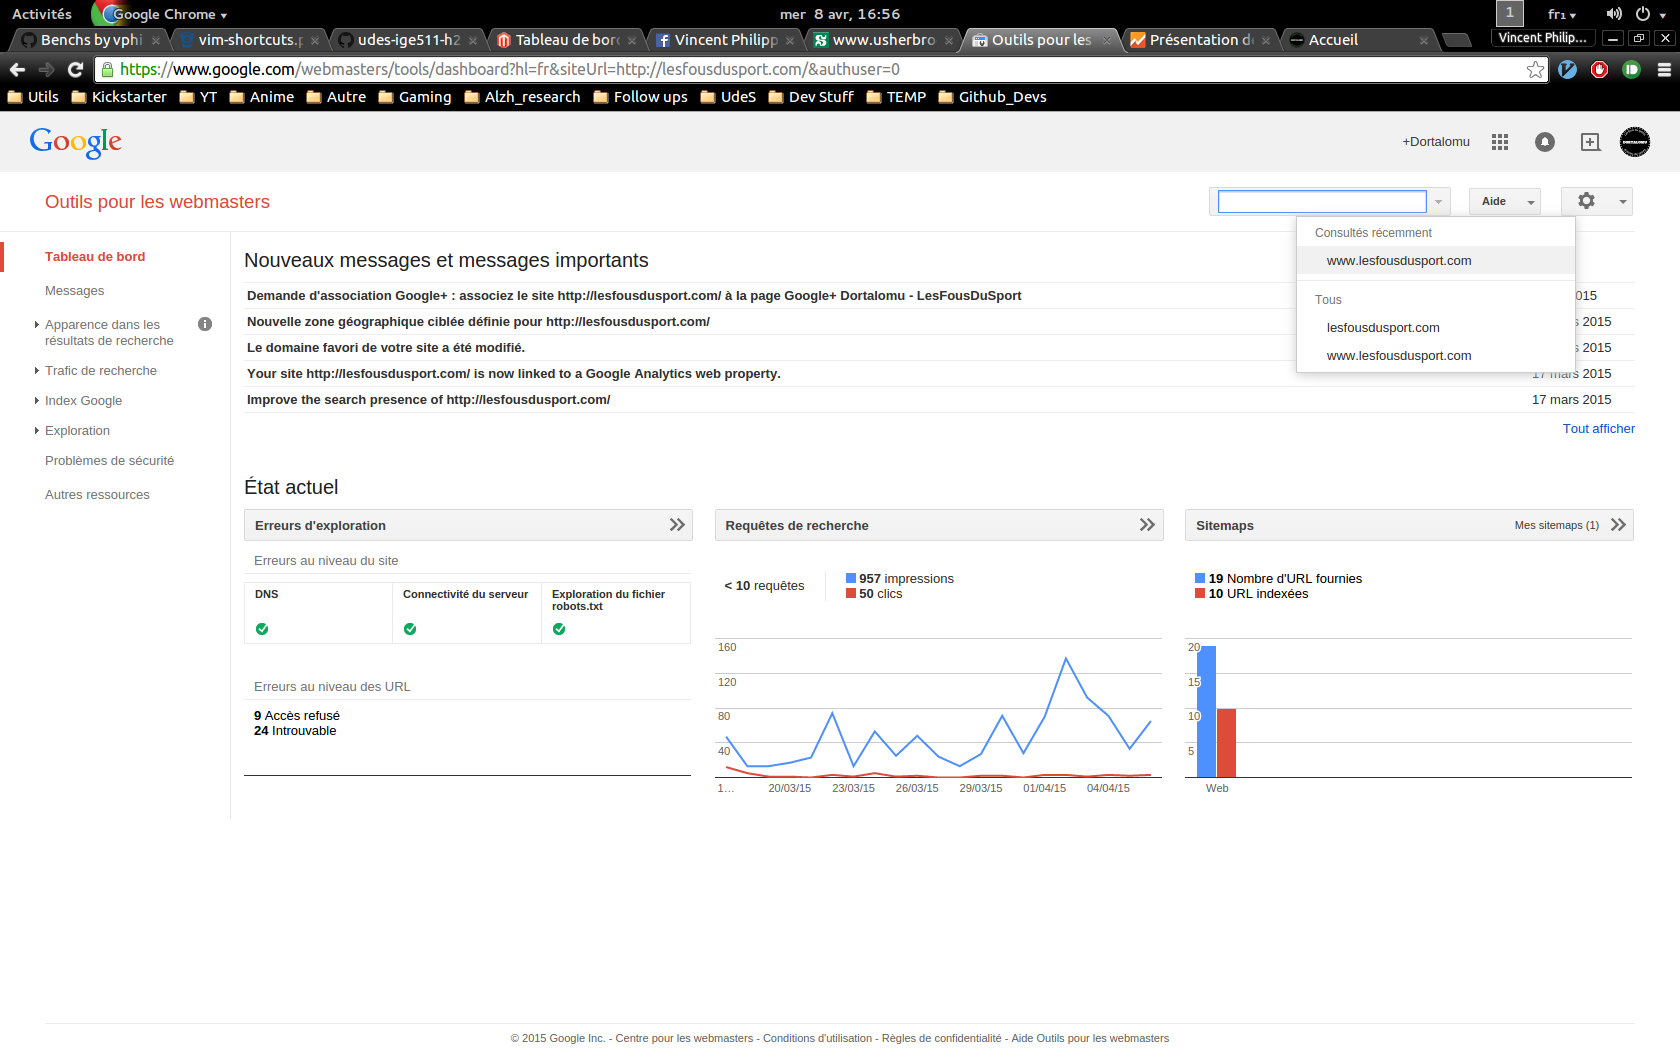 Activités
Google Chrome
mer 8 avr, 16:56
1
fr₁
Benchs by vphi
vim-shortcuts.p
udes-ige511-h2
Tableau de bord
Vincent Philipp
www.usherbro
Outils pour les
Présentation de
Accueil
Vincent Philip...
https://www.google.com/webmasters/tools/dashboard?hl=fr&siteUrl=http://lesfousdusport.com/&authuser=0
Utils
Kickstarter
YT
Anime
Autre
Gaming
Alzh_research
Follow ups
UdeS
Dev Stuff
TEMP
Github_Devs
Google
+Dortalomu
Outils pour les webmasters
Aide
Consultés récemment
www.lesfousdusport.com
Tous
lesfousdusport.com
www.lesfousdusport.com
Tableau de bord
Messages
Apparence dans les
résultats de recherche
Trafic de recherche
Index Google
Exploration
Problèmes de sécurité
Autres ressources
Nouveaux messages et messages importants
Demande d'association Google+ : associez le site http://lesfousdusport.com/ à la page Google+ Dortalomu - LesFousDuSport
2015
Nouvelle zone géographique ciblée définie pour http://lesfousdusport.com/
2015
Le domaine favori de votre site a été modifié.
2015
Your site http://lesfousdusport.com/ is now linked to a Google Analytics web property.
17 mars 2015
Improve the search presence of http://lesfousdusport.com/
17 mars 2015
Tout afficher
État actuel
Erreurs d'exploration
Erreurs au niveau du site
DNS
Connectivité du serveur
Exploration du fichier
robots.txt
Erreurs au niveau des URL
9 Accès refusé
24 Introuvable
Requêtes de recherche
< 10 requêtes
957 impressions
50 clics
160
120
80
40
1…
20/03/15
23/03/15
26/03/15
29/03/15
01/04/15
04/04/15
Sitemaps
Mes sitemaps (1)
19 Nombre d'URL fournies
10 URL indexées
20
15
10
5
Web
© 2015 Google Inc. - Centre pour les webmasters - Conditions d'utilisation - Règles de confidentialité - Aide Outils pour les webmasters